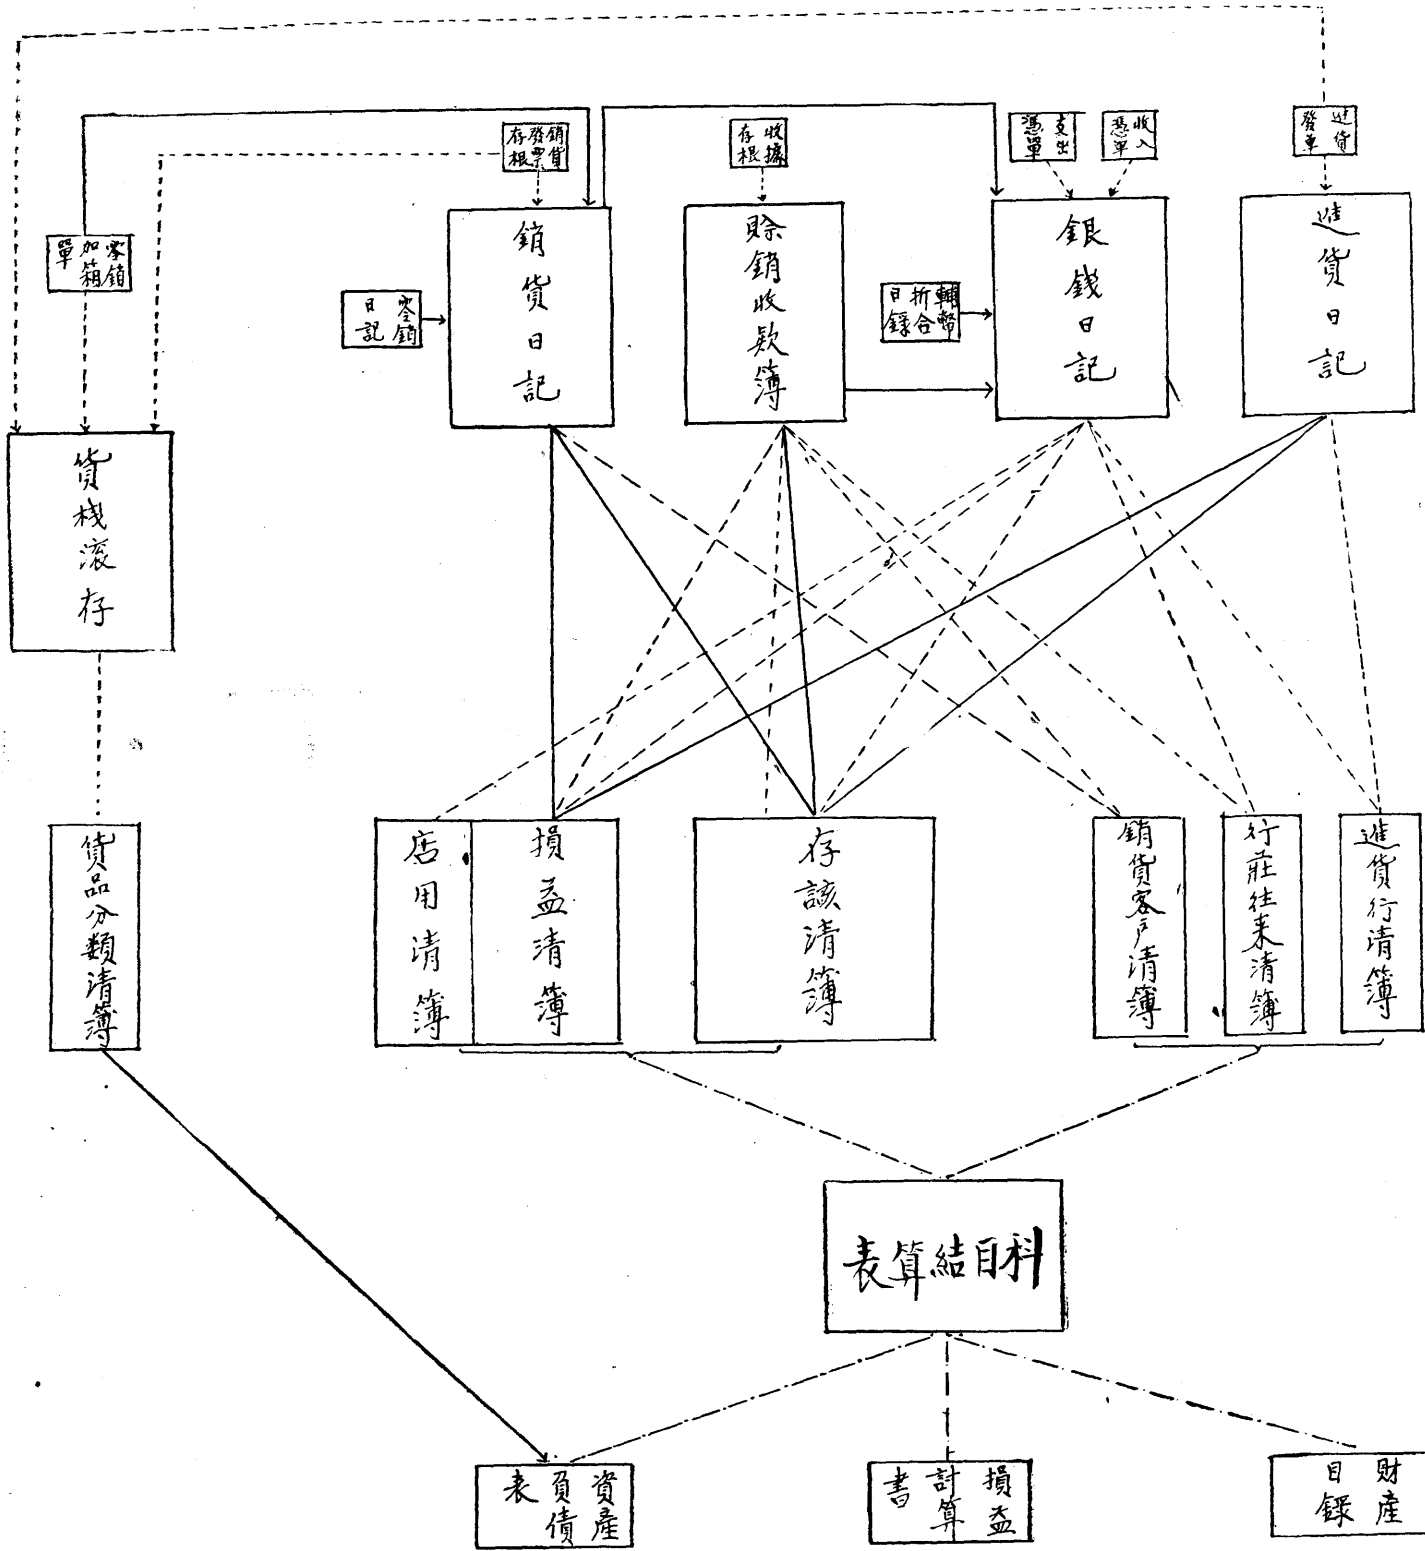 銷貨
發票
存根
收據
存根
支出
憑單
收入
憑單
進貨
發單
零銷
加箱
單
零銷
日記
銷貨日記
賒銷收款簿
輔幣
折合
日錄
銀錢日記
進貨日記
貨棧滾存
貨品分類清簿
店用清簿
損益清簿
存該清簿
銷貨客戶清簿
行莊往来清簿
進貨行清簿
科目結算表
資產
負債
表
損益
計算
書
財產
目錄